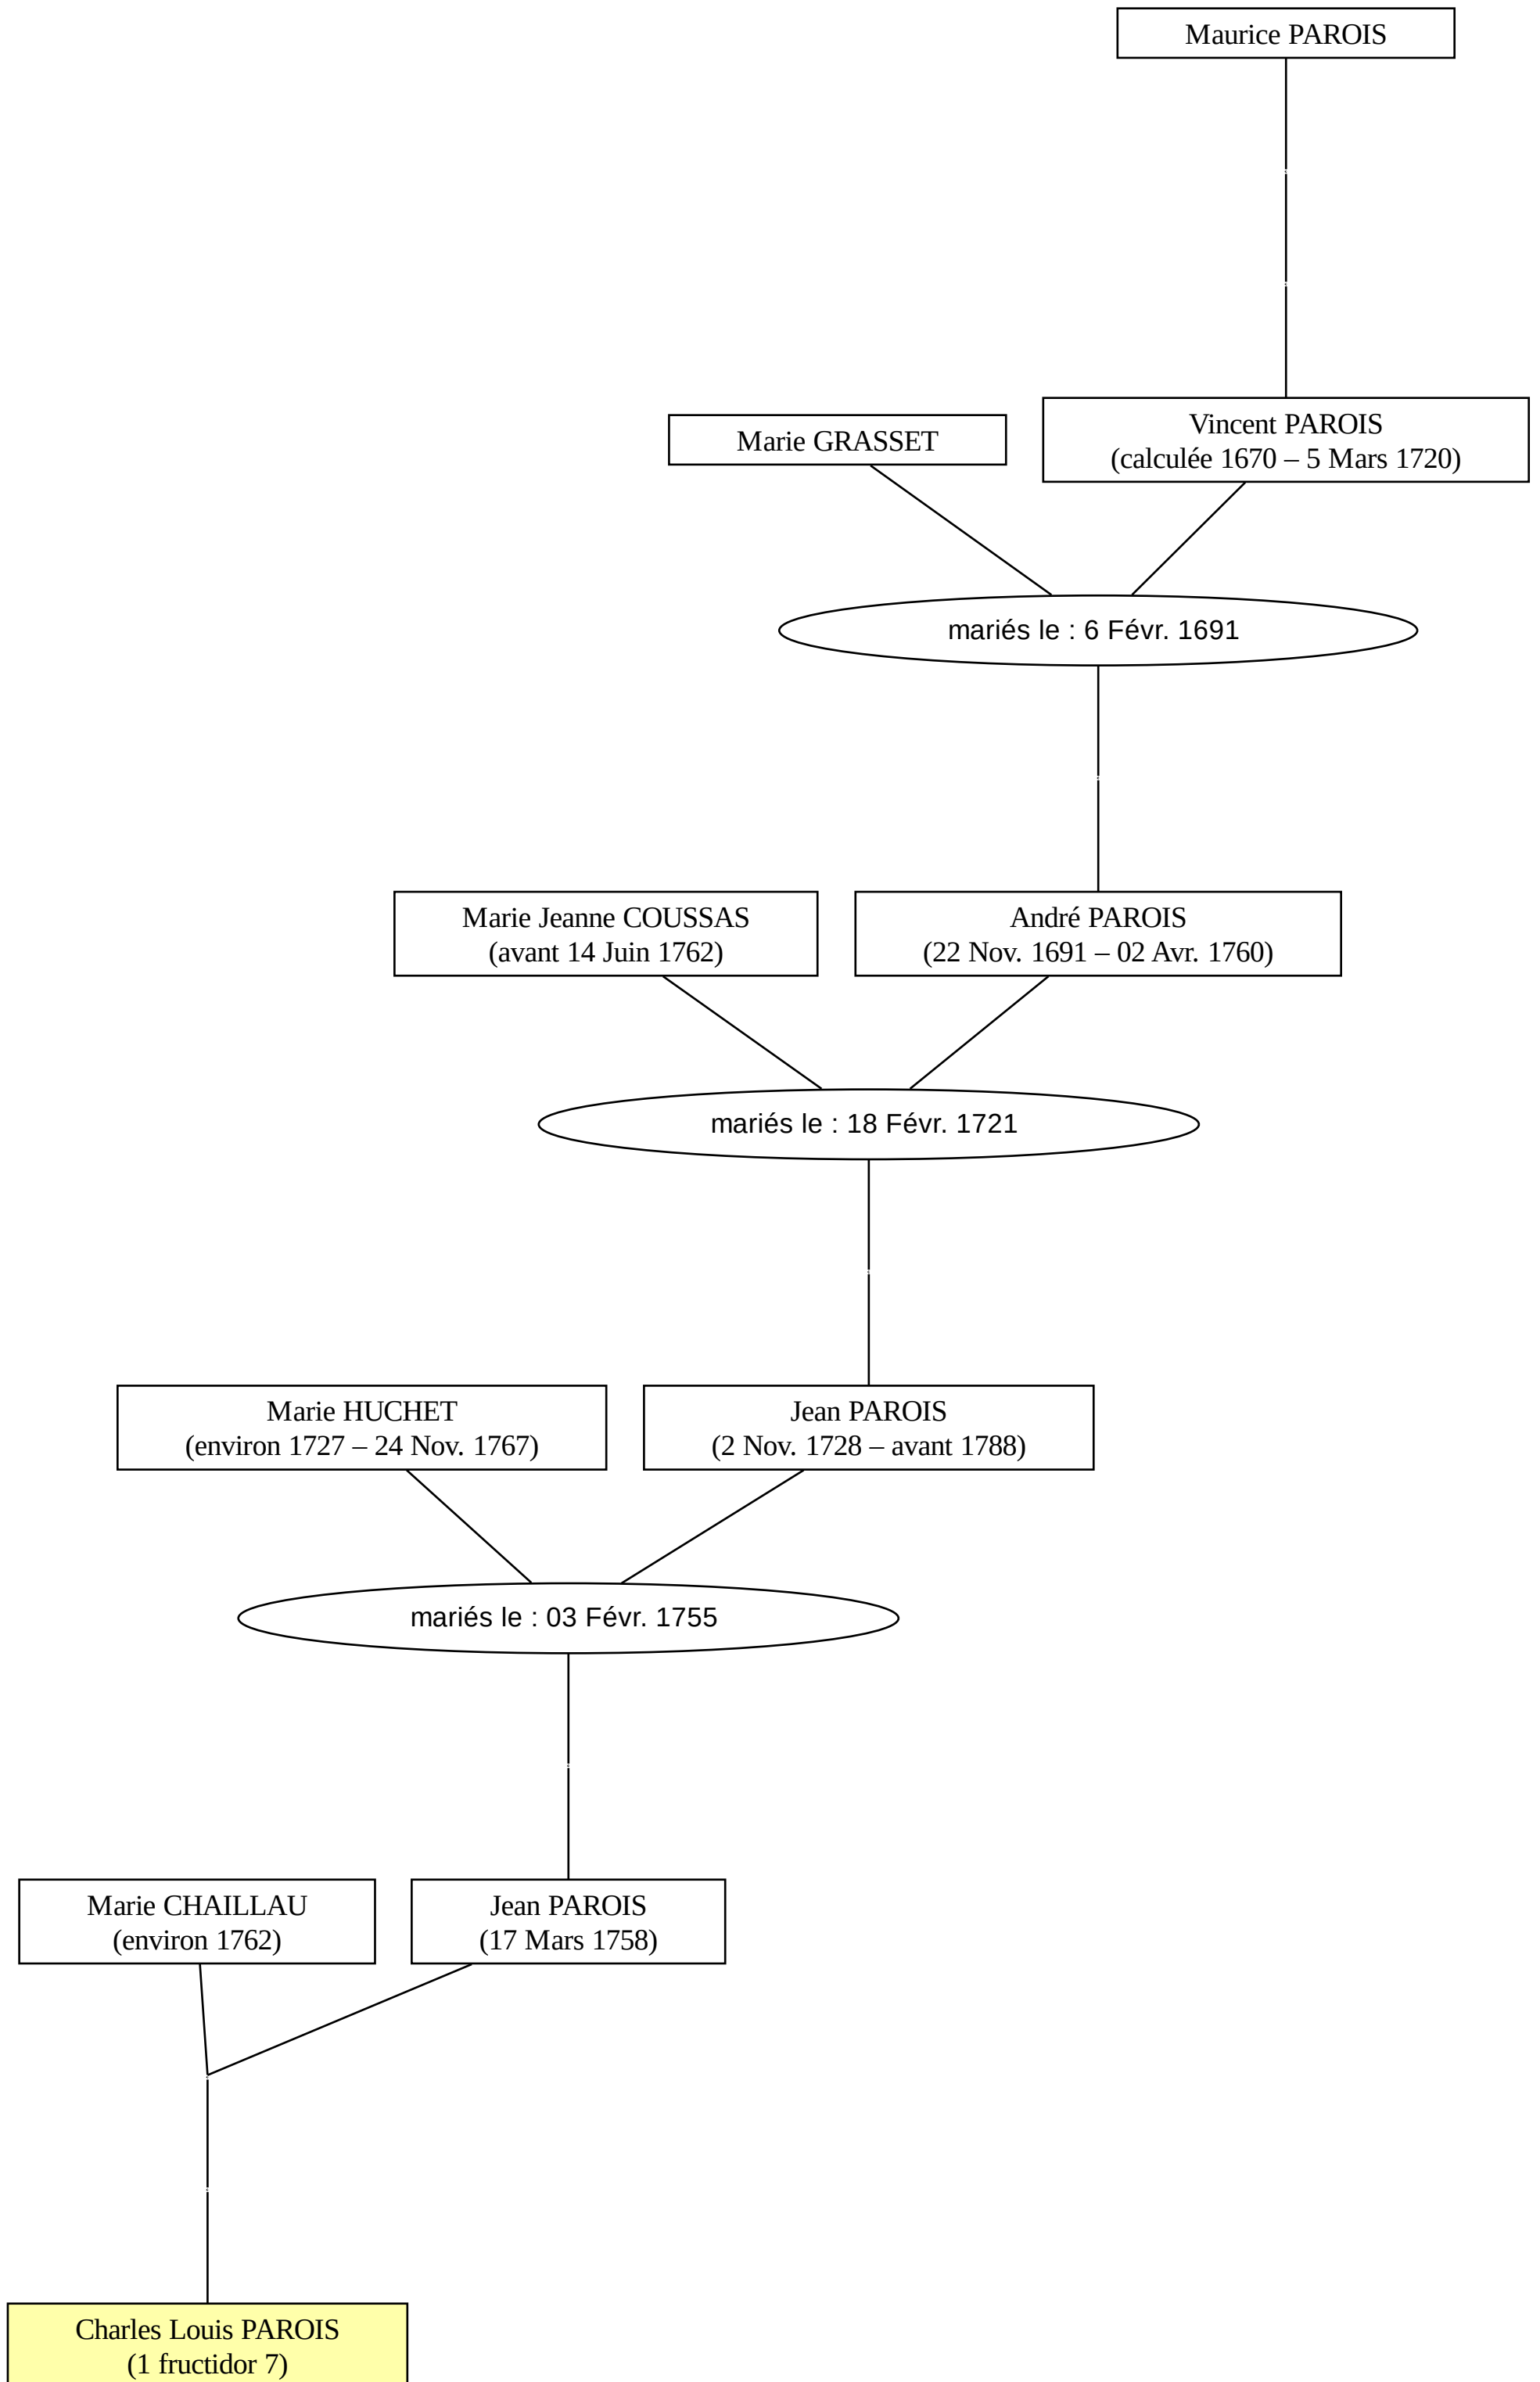 Maurice PAROIS
Marie GRASSET
Vincent PAROIS
(calculée 1670 – 5 Mars 1720)
mariés le : 6 Févr. 1691
Marie Jeanne COUSSAS
(avant 14 Juin 1762)
André PAROIS
(22 Nov. 1691 – 02 Avr. 1760)
mariés le : 18 Févr. 1721
Marie HUCHET
(environ 1727 – 24 Nov. 1767)
Jean PAROIS
(2 Nov. 1728 – avant 1788)
mariés le : 03 Févr. 1755
Marie CHAILLAU
(environ 1762)
Jean PAROIS
(17 Mars 1758)
Charles Louis PAROIS
(1 fructidor 7)